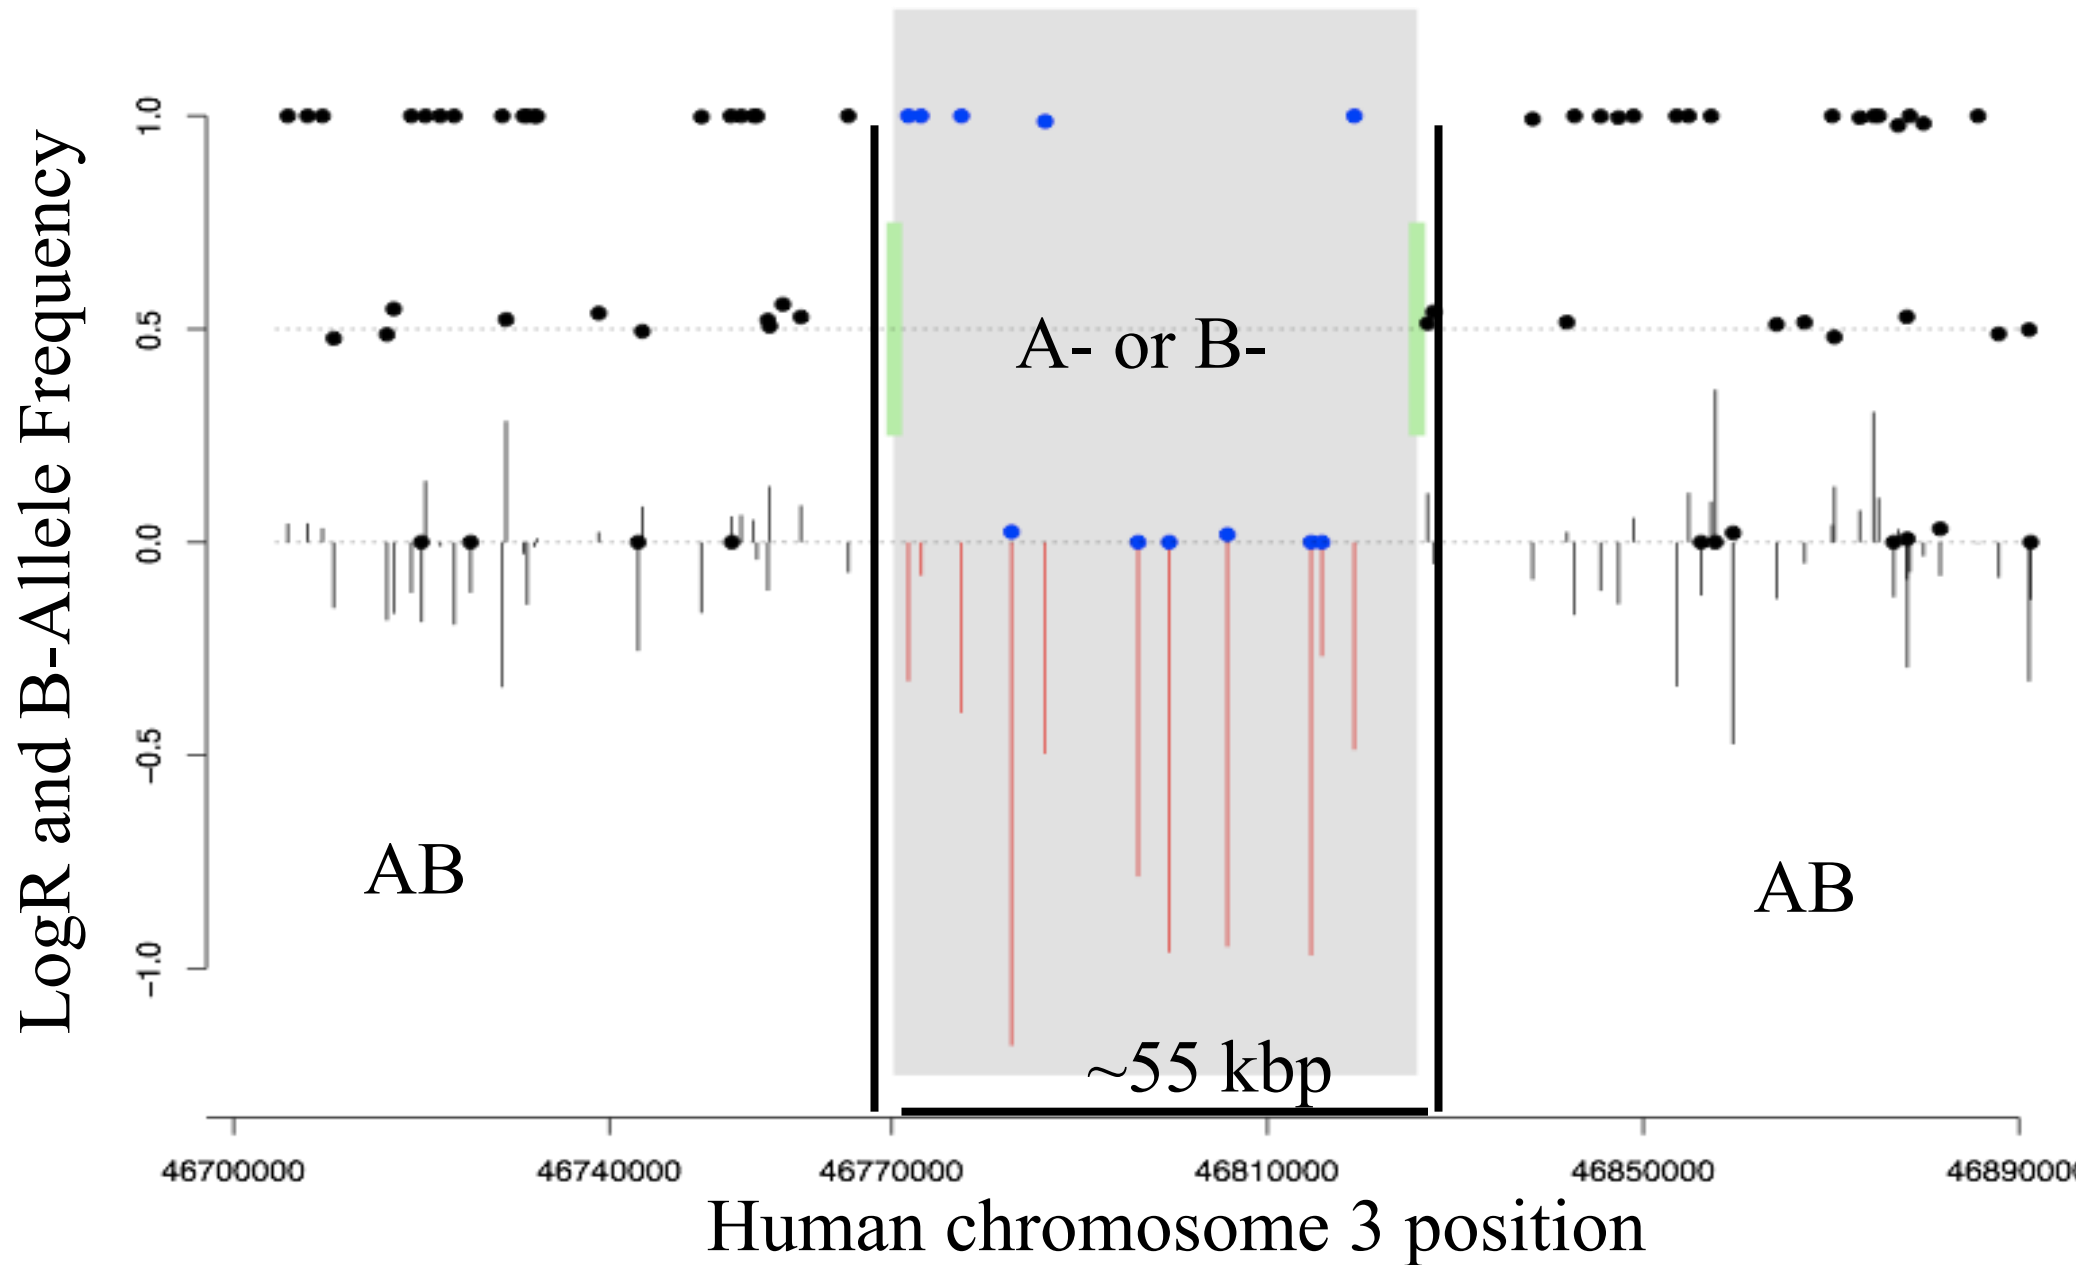 LogR and B-Allele Frequency
1.0
0.5
0.0
-0.5
-1.0
A- or B-
AB
AB
~55 kbp
46700000 46740000 46770000 46810000 46850000 4689000
Human chromosome 3 position